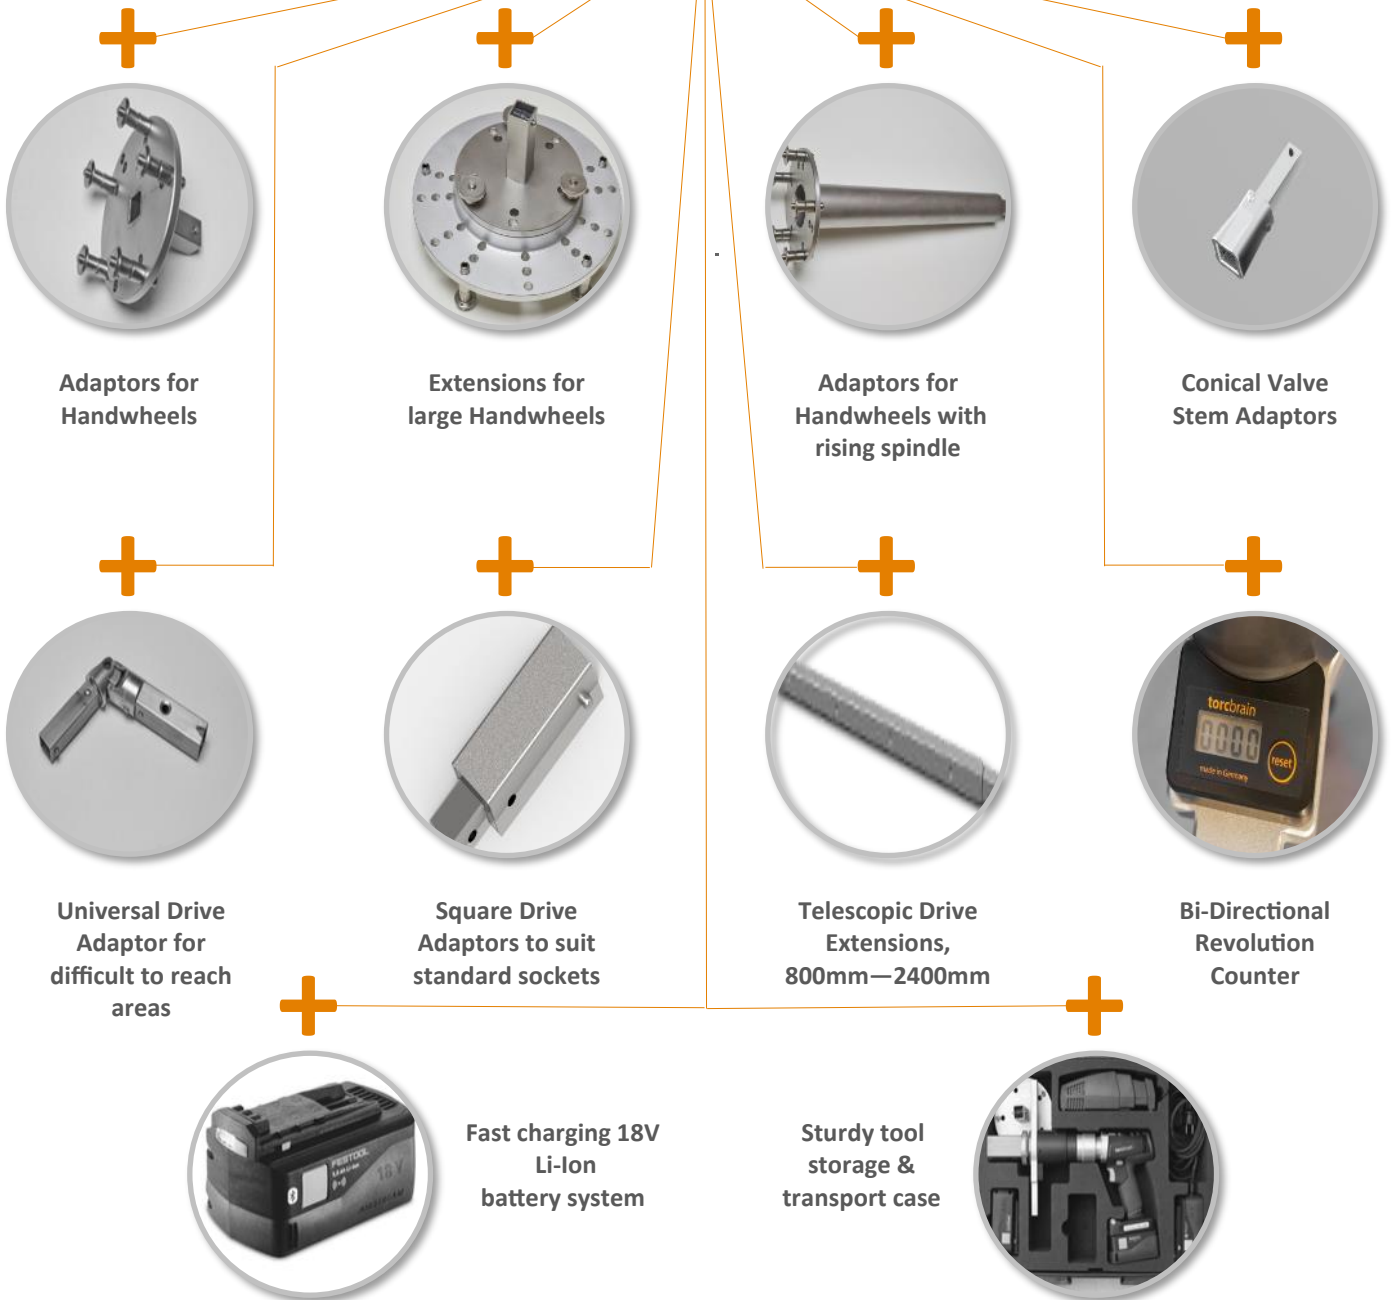 Adaptors for
Handwheels
Extensions for
large Handwheels
Adaptors for
Handwheels with
rising spindle
Conical Valve
Stem Adaptors
torcbrain
0000
reset
made in Germany
Universal Drive
Adaptor for
difficult to reach
areas
Square Drive
Adaptors to suit
standard sockets
Telescopic Drive
Extensions,
800mm—2400mm
Bi-Directional
Revolution
Counter
FESTOOL
18 V
Fast charging 18V
Li-Ion
battery system
Sturdy tool
storage &
transport case